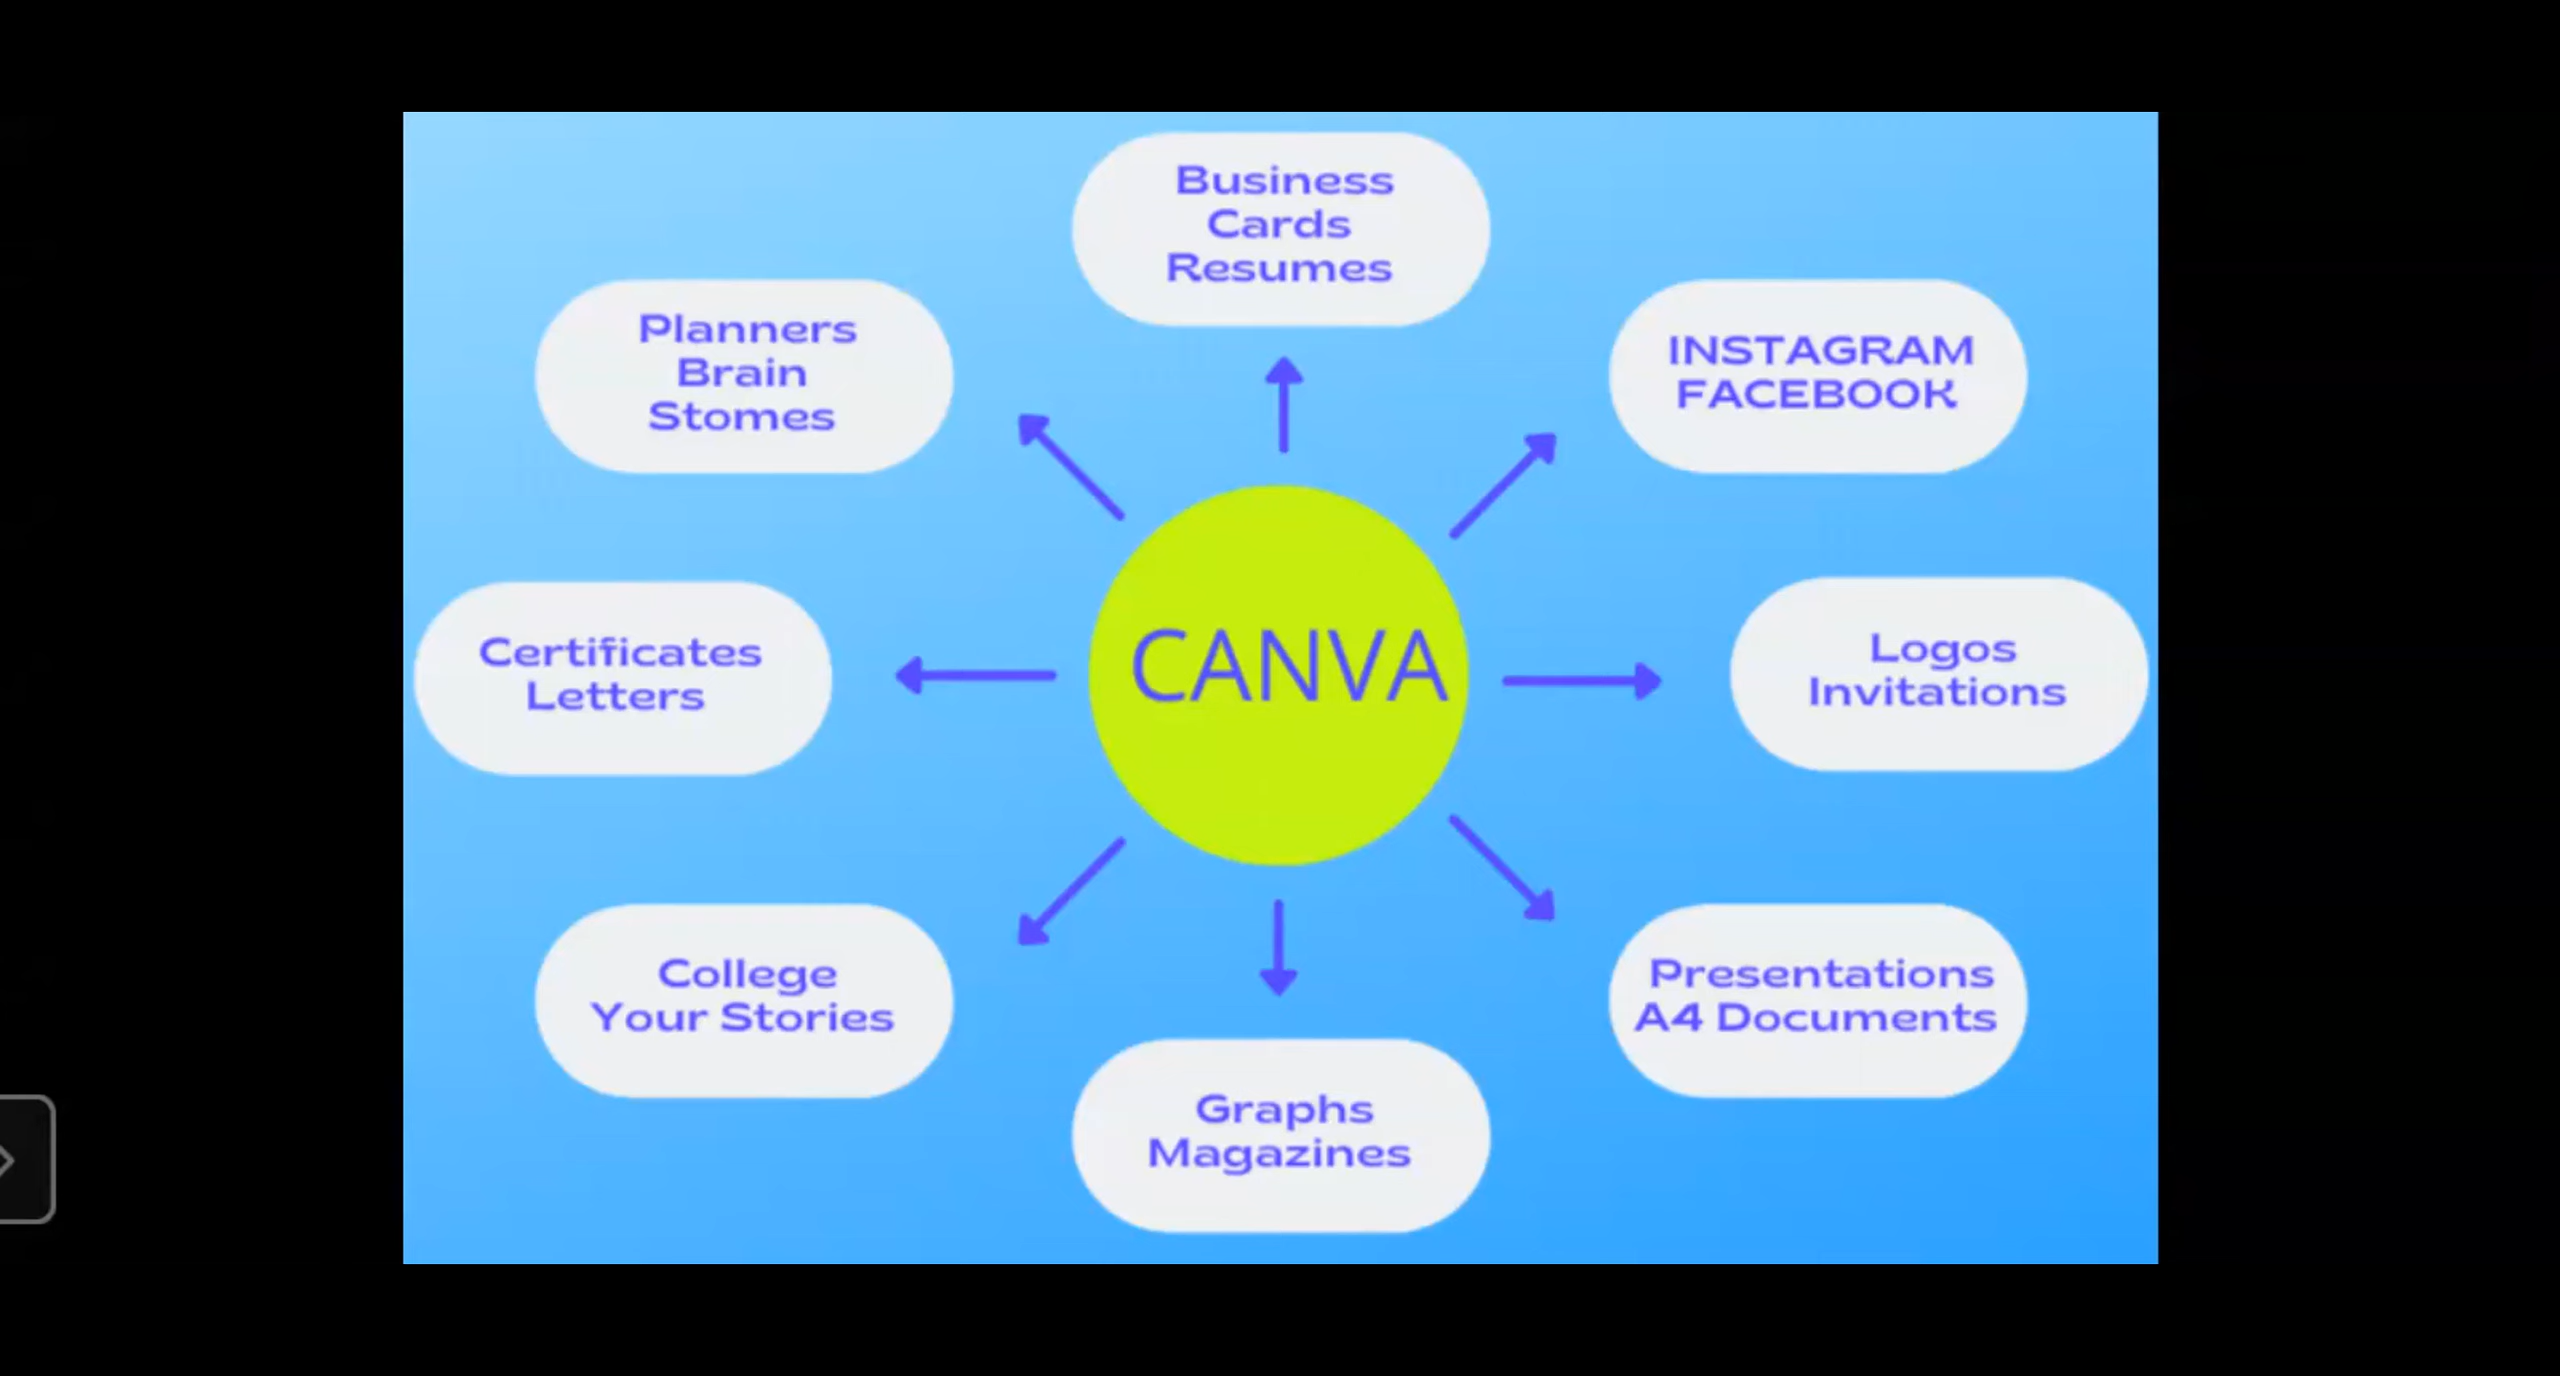 Business
Cards
Resumes
Planners
Brain
Stomes
INSTAGRAM
FACEBOOK
Certificates
Letters
CANVA
Logos
Invitations
College
Your Stories
Presentations
A4 Documents
Graphs
Magazines